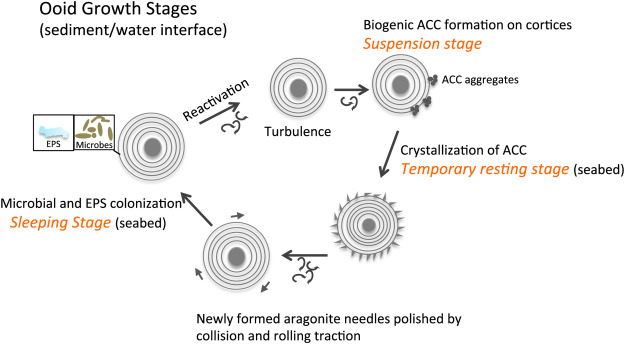 Ooid Growth Stages
(sediment/water interface)
Biogenic ACC formation on cortices
Suspension stage
Reactivation
ACC aggregates
Turbulence
EPS
Microbes
Crystallization of ACC
Temporary resting stage (seabed)
Microbial and EPS colonization
Sleeping Stage (seabed)
Newly formed aragonite needles polished by
collision and rolling traction